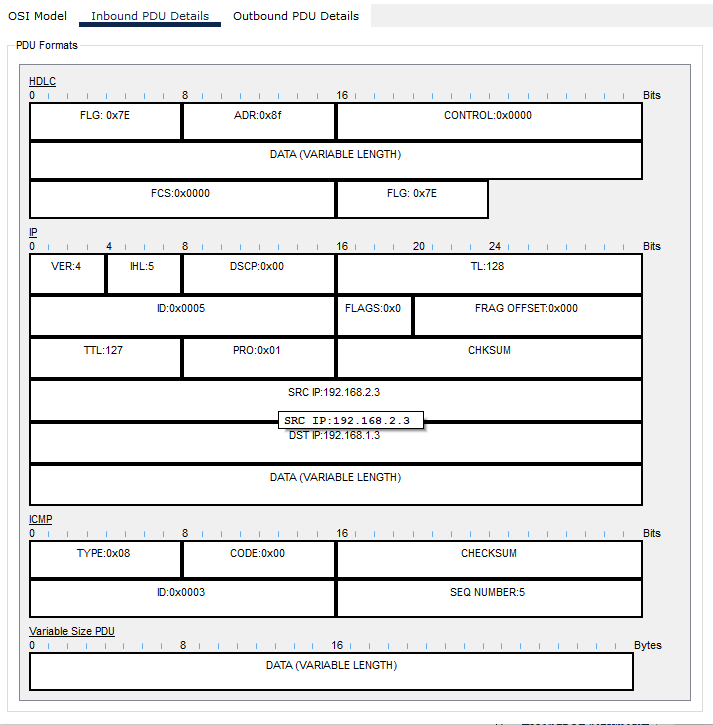 OSI Model Inbound PDU Details Outbound PDU Details
PDU Formats
HDLC
0 8 16 Bits
FLG: 0x7E ADR:0x8f CONTROL:0x0000
DATA (VARIABLE LENGTH)
FCS:0x0000 FLG: 0x7E
IP
0 4 8 16 20 24 Bits
VER:4 IHL:5 DSCP:0x00 TL:128
ID:0x0005 FLAGS:0x0 FRAG OFFSET:0x000
TTL:127 PRO:0x01 CHKSUM
SRC IP:192.168.2.3
SRC IP:192.168.2.3
DST IP:192.168.1.3
DATA (VARIABLE LENGTH)
ICMP
0 8 16 Bits
TYPE:0x08 CODE:0x00 CHECKSUM
ID:0x0003 SEQ NUMBER:5
Variable Size PDU
0 8 16 Bytes
DATA (VARIABLE LENGTH)